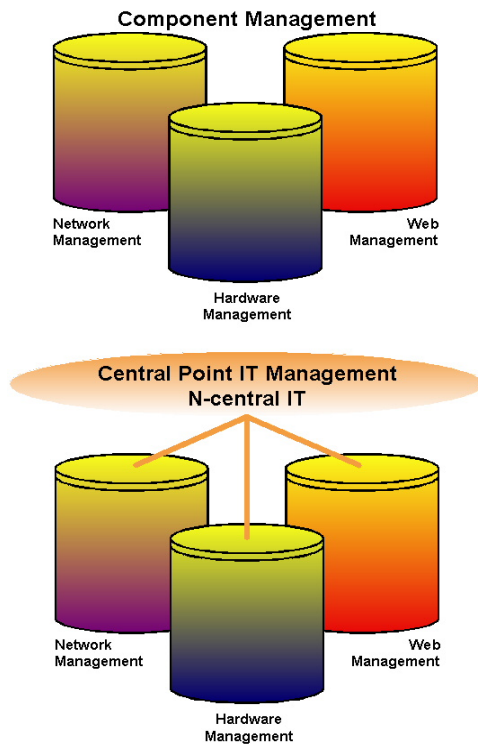 Component Management
Network
Management
Web
Management
Hardware
Management
Central Point IT Management
N-central IT
Network
Management
Web
Management
Hardware
Management